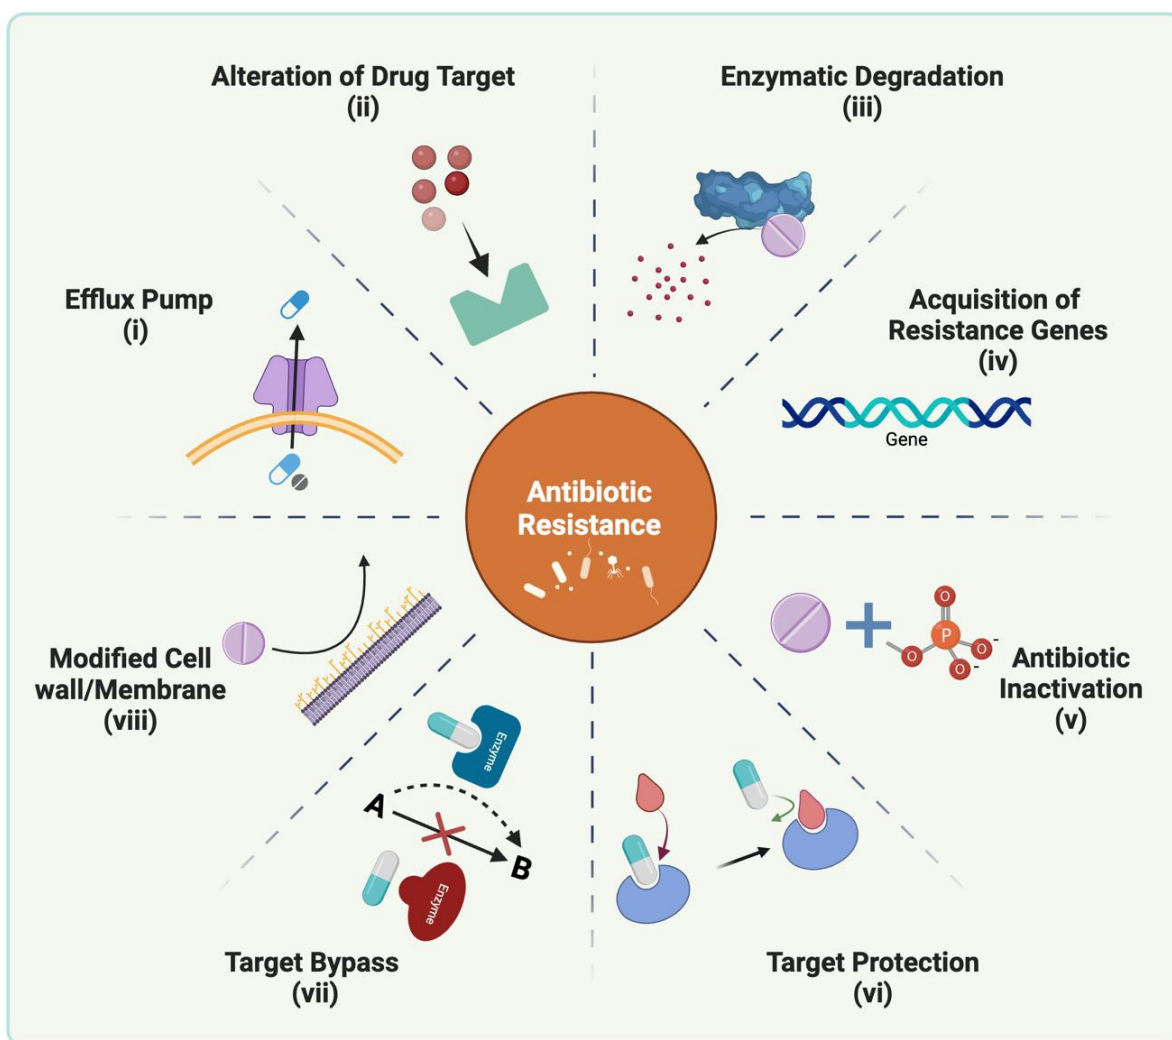 Alteration of Drug Target
(ii)
Enzymatic Degradation
(iii)
Efflux Pump
(i)
Acquisition of
Resistance Genes
(iv)
Gene
Antibiotic
Resistance
Modified Cell
wall/Membrane
(viii)
O
P
O
O
-
O
-
Antibiotic
Inactivation
(v)
Enzyme
A
B
Enzyme
Target Bypass
(vii)
Target Protection
(vi)